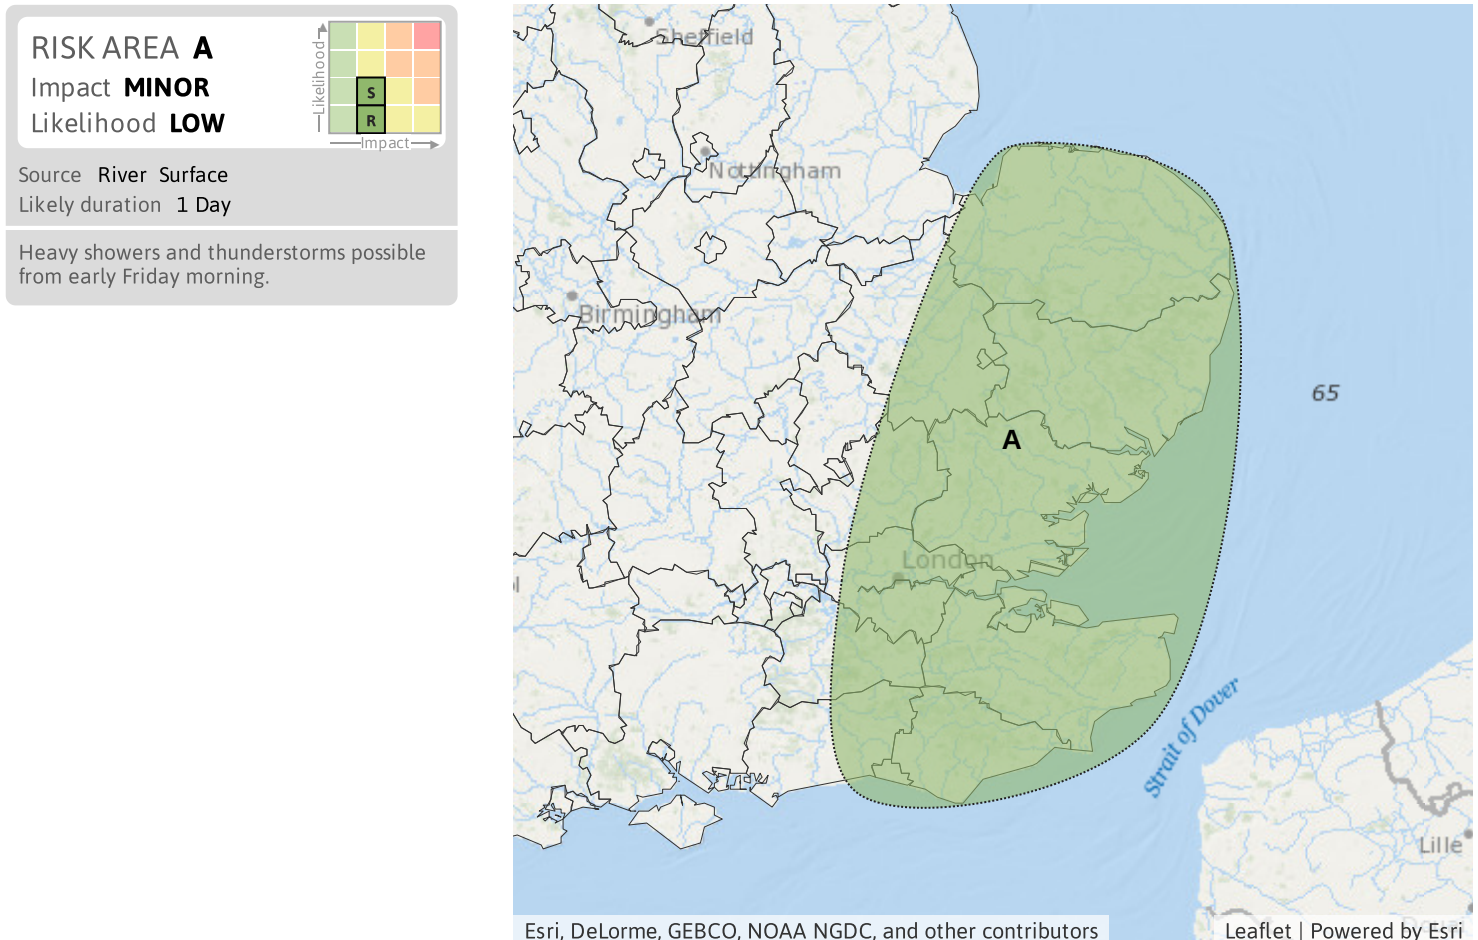 RISK AREA A
Impact MINOR
Likelihood LOW
Likelihood
S
R
Impact
Source River Surface
Likely duration 1 Day
Heavy showers and thunderstorms possible
from early Friday morning.
Sheffield
Nottingham
Birmingham
65
A
London
Strait of Dover
Lille
Esri, DeLorme, GEBCO, NOAA NGDC, and other contributors
Leaflet | Powered by Esri